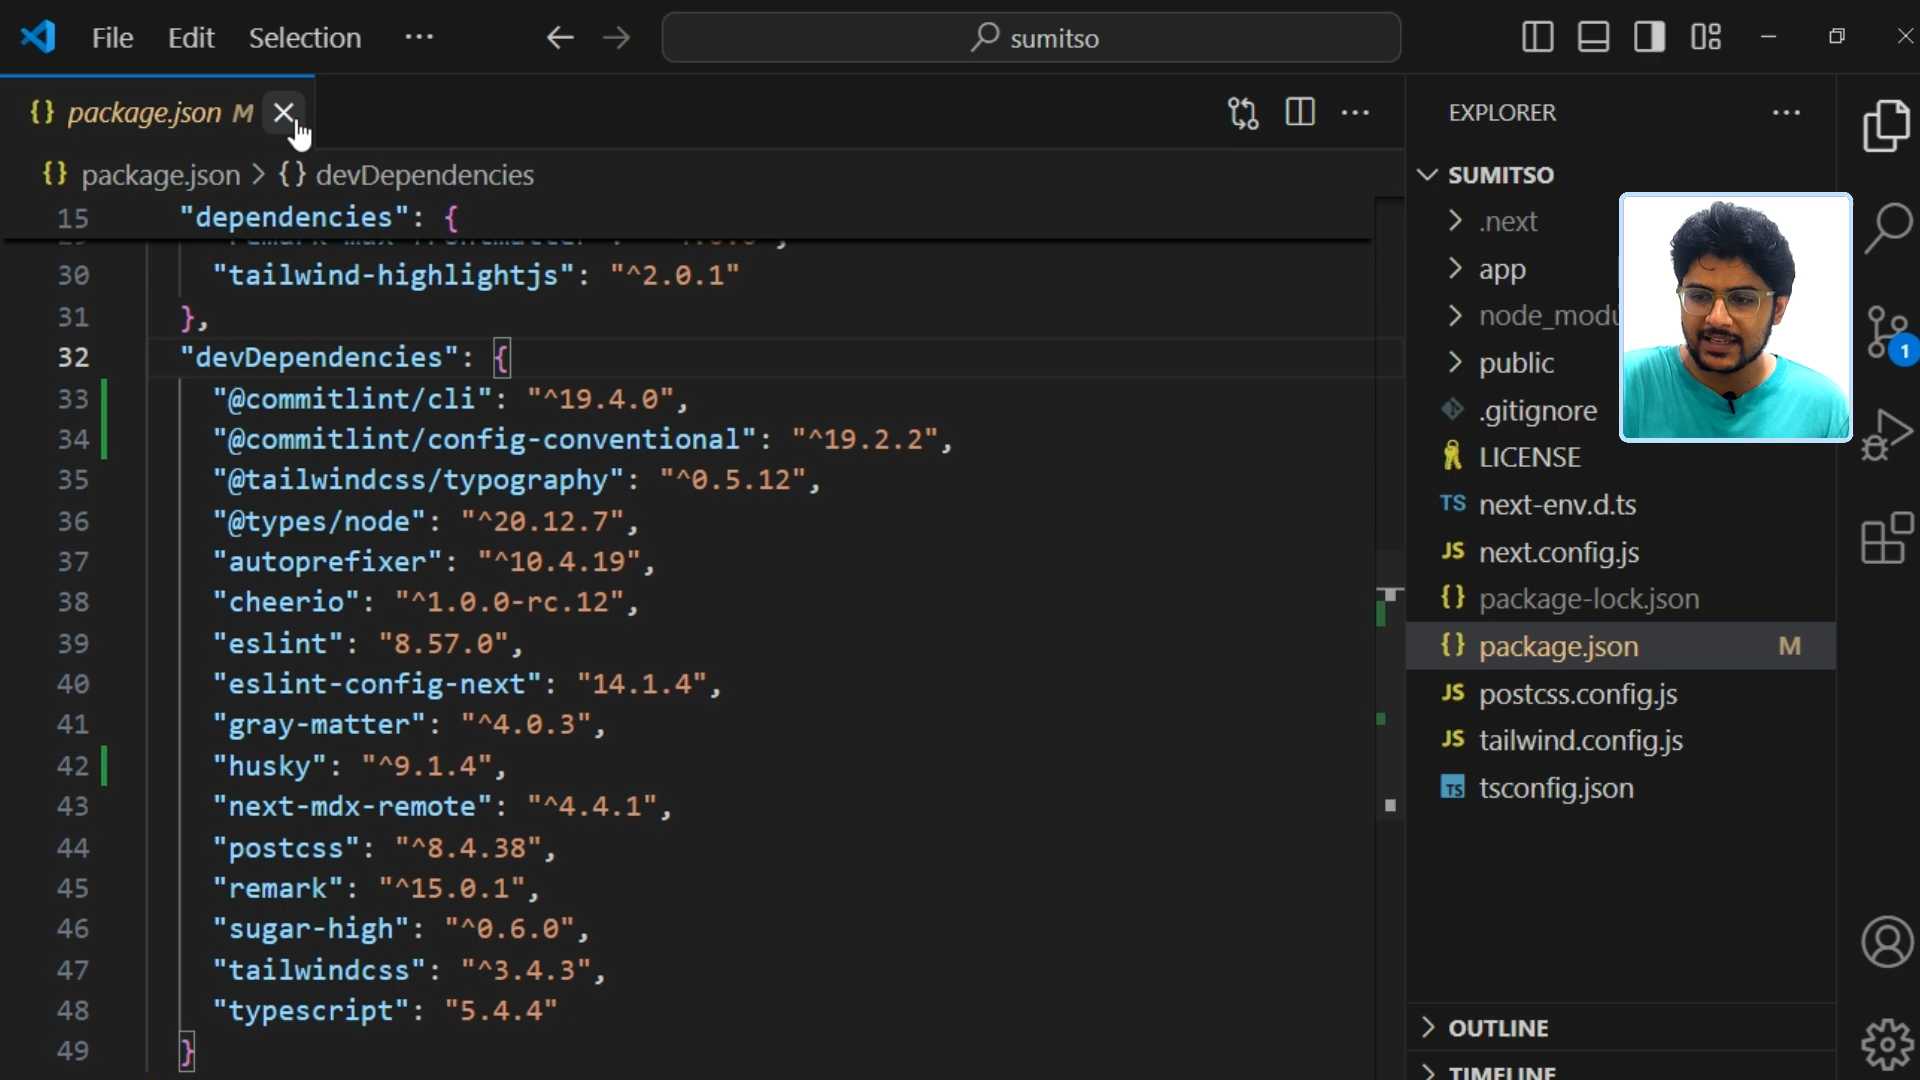 File Edit Selection ··· sumitso
package.json M
package.json > {} devDependencies
EXPLORER
SUMITSO
.next
app
node_modu
public
.gitignore
LICENSE
next-env.d.ts
next.config.js
package-lock.json
package.json M
postcss.config.js
tailwind.config.js
tsconfig.json
OUTLINE
TIMELINE
1
15 "dependencies": {
30 "tailwind-highlightjs": "^2.0.1"
31 },
32 "devDependencies": {
33 "@commitlint/cli": "^19.4.0",
34 "@commitlint/config-conventional": "^19.2.2",
35 "@tailwindcss/typography": "^0.5.12",
36 "@types/node": "^20.12.7",
37 "autoprefixer": "^10.4.19",
38 "cheerio": "^1.0.0-rc.12",
39 "eslint": "8.57.0",
40 "eslint-config-next": "14.1.4",
41 "gray-matter": "^4.0.3",
42 "husky": "^9.1.4",
43 "next-mdx-remote": "^4.4.1",
44 "postcss": "^8.4.38",
45 "remark": "^15.0.1",
46 "sugar-high": "^0.6.0",
47 "tailwindcss": "^3.4.3",
48 "typescript": "5.4.4"
49 }